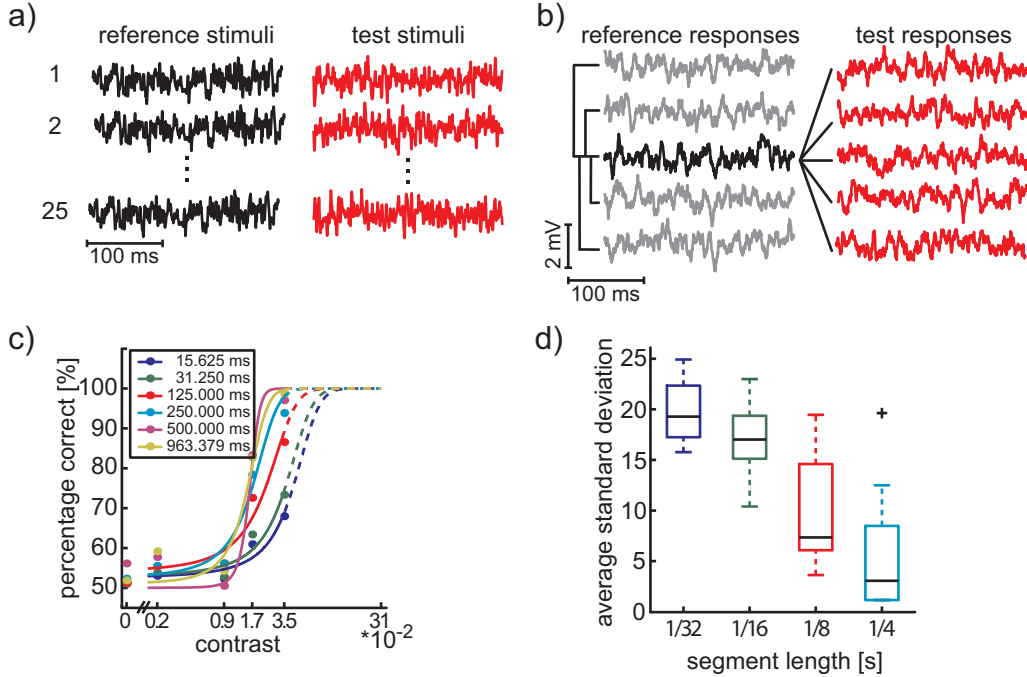 a)
reference stimuli
test stimuli
1
2
25
100 ms
b)
reference responses
test responses
2 mV
100 ms
c)
percentage correct [%]
100
90
80
70
60
50
15.625 ms
31.250 ms
125.000 ms
250.000 ms
500.000 ms
963.379 ms
0
0.2
0.9
1.7
3.5
31
*10-2
contrast
d)
average standard deviation
25
20
15
10
5
0
1/32
1/16
1/8
1/4
segment length [s]